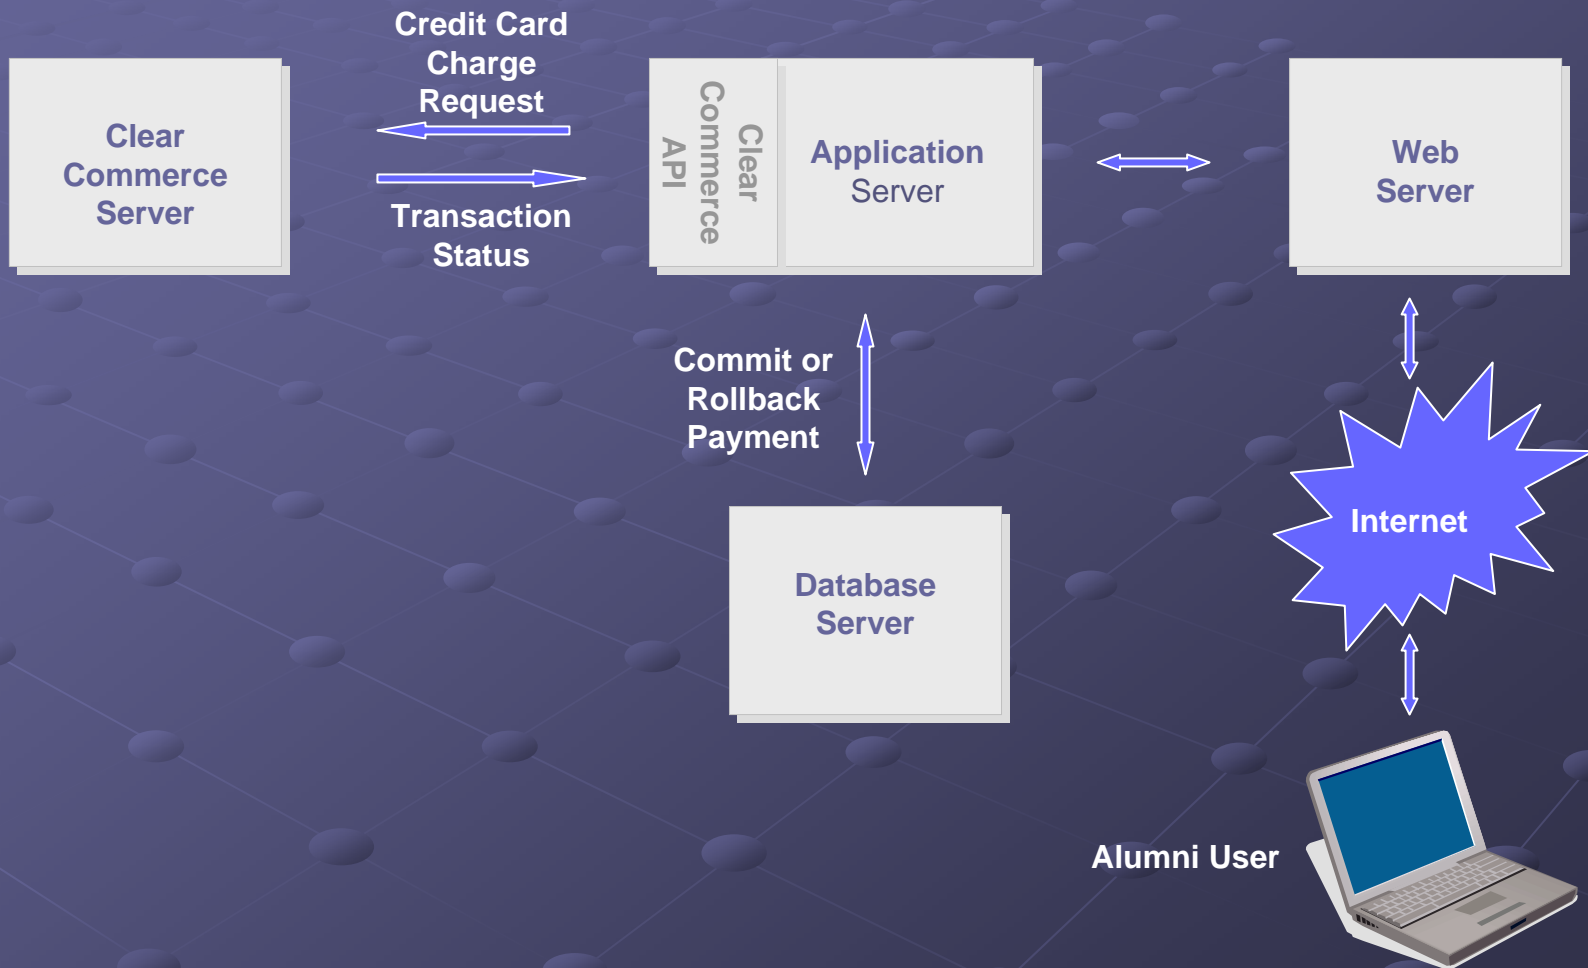 Credit Card
Charge
Request
Clear
Commerce
Server
Transaction
Status
Clear
Commerce
API
Application
Server
Web
Server
Commit or
Rollback
Payment
Database
Server
Internet
Alumni User